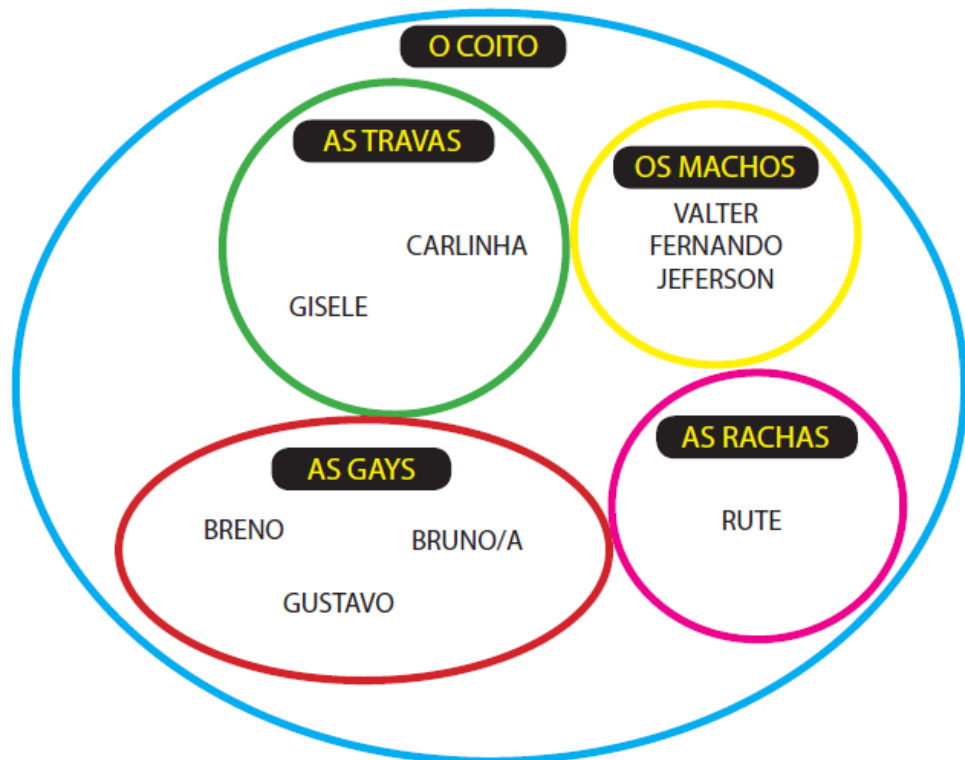 O COITO
AS TRAVAS
CARLINHA
GISELE
OS MACHOS
VALTER
FERNANDO
JEFERSON
AS GAYS
BRENO
BRUNO/A
GUSTAVO
AS RACHAS
RUTE